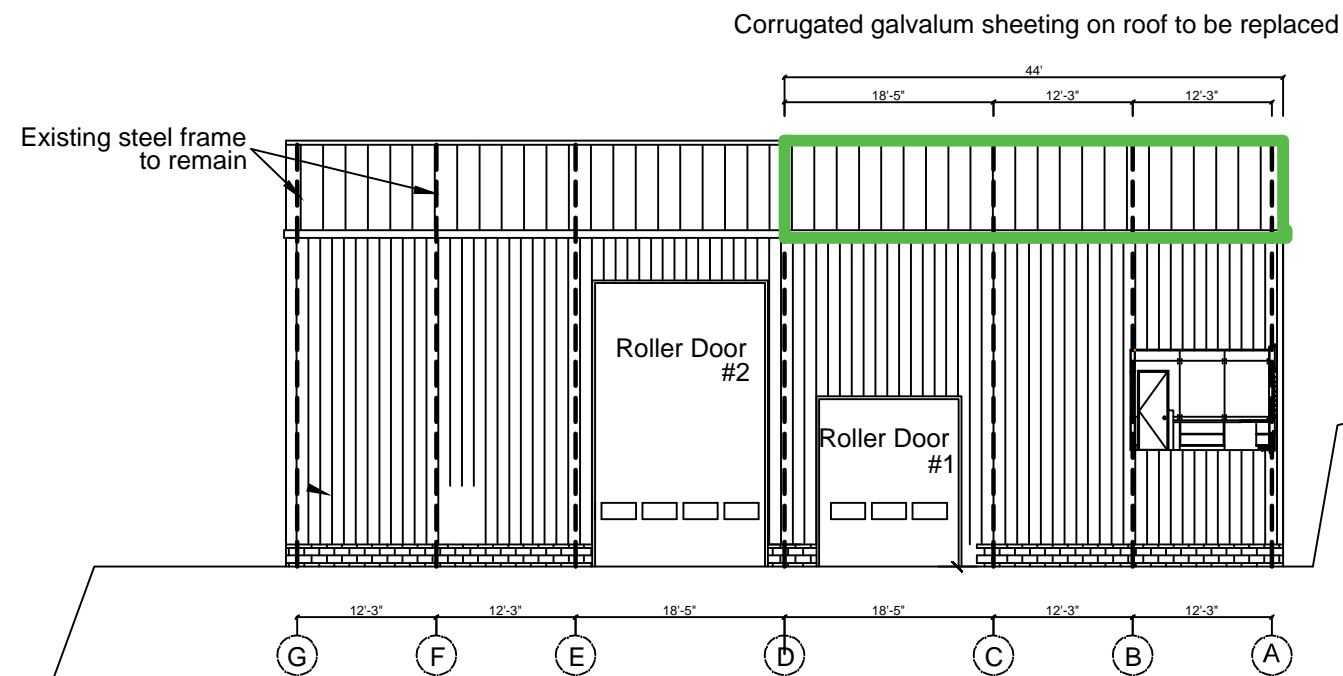 Corrugated galvalum sheeting on roof to be replaced
44'
18'-5" 12'-3" 12'-3"
Existing steel frame
to remain
Roller Door
#2
Roller Door
#1
12'-3" 12'-3" 18'-5" 18'-5" 12'-3" 12'-3"
G F E D C B A